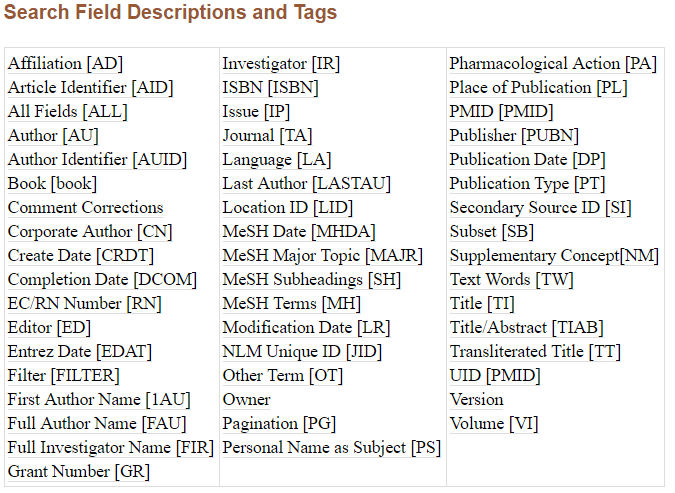 Search Field Descriptions and Tags
Affiliation [AD]
Article Identifier [AID]
All Fields [ALL]
Author [AU]
Author Identifier [AUID]
Book [book]
Comment Corrections
Corporate Author [CN]
Create Date [CRDT]
Completion Date [DCOM]
EC/RN Number [RN]
Editor [ED]
Entrez Date [EDAT]
Filter [FILTER]
First Author Name [1AU]
Full Author Name [FAU]
Full Investigator Name [FIR]
Grant Number [GR]
Investigator [IR]
ISBN [ISBN]
Issue [IP]
Journal [TA]
Language [LA]
Last Author [LASTAU]
Location ID [LID]
MeSH Date [MHDA]
MeSH Major Topic [MAJR]
MeSH Subheadings [SH]
MeSH Terms [MH]
Modification Date [LR]
NLM Unique ID [JID]
Other Term [OT]
Owner
Pagination [PG]
Personal Name as Subject [PS]
Pharmacological Action [PA]
Place of Publication [PL]
PMID [PMID]
Publisher [PUBN]
Publication Date [DP]
Publication Type [PT]
Secondary Source ID [SI]
Subset [SB]
Supplementary Concept[NM]
Text Words [TW]
Title [TI]
Title/Abstract [TIAB]
Transliterated Title [TT]
UID [PMID]
Version
Volume [VI]